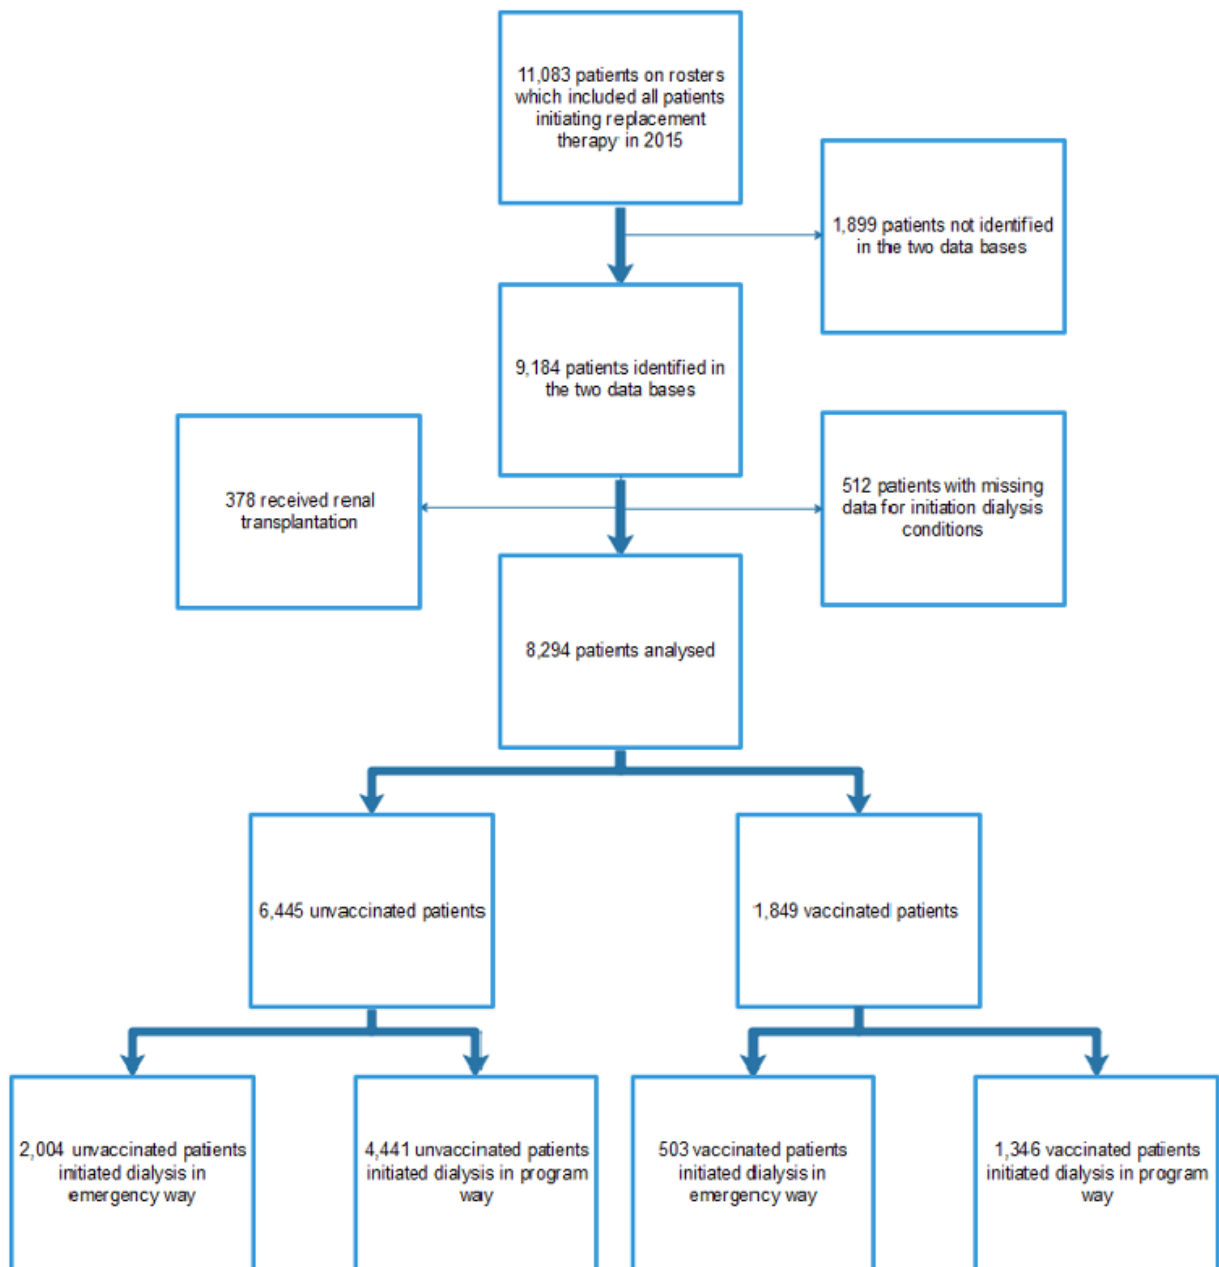 11,083 patients on rosters
which included all patients
initiating replacement
therapy in 2015
1,899 patients not identified
in the two data bases
9,184 patients identified in
the two data bases
378 received renal
transplantation
512 patients with missing
data for initiation dialysis
conditions
8,294 patients analysed
6,445 unvaccinated patients
1,849 vaccinated patients
2,004 unvaccinated patients
initiated dialysis in
emergency way
4,441 unvaccinated patients
initiated dialysis in program
way
503 vaccinated patients
initiated dialysis in
emergency way
1,346 vaccinated patients
initiated dialysis in program
way